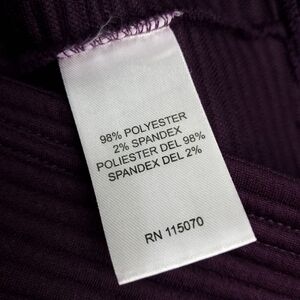 98% POLYESTER
2% SPANDEX
POLIESTER DEL 98%
SPANDEX DEL 2%
RN 115070